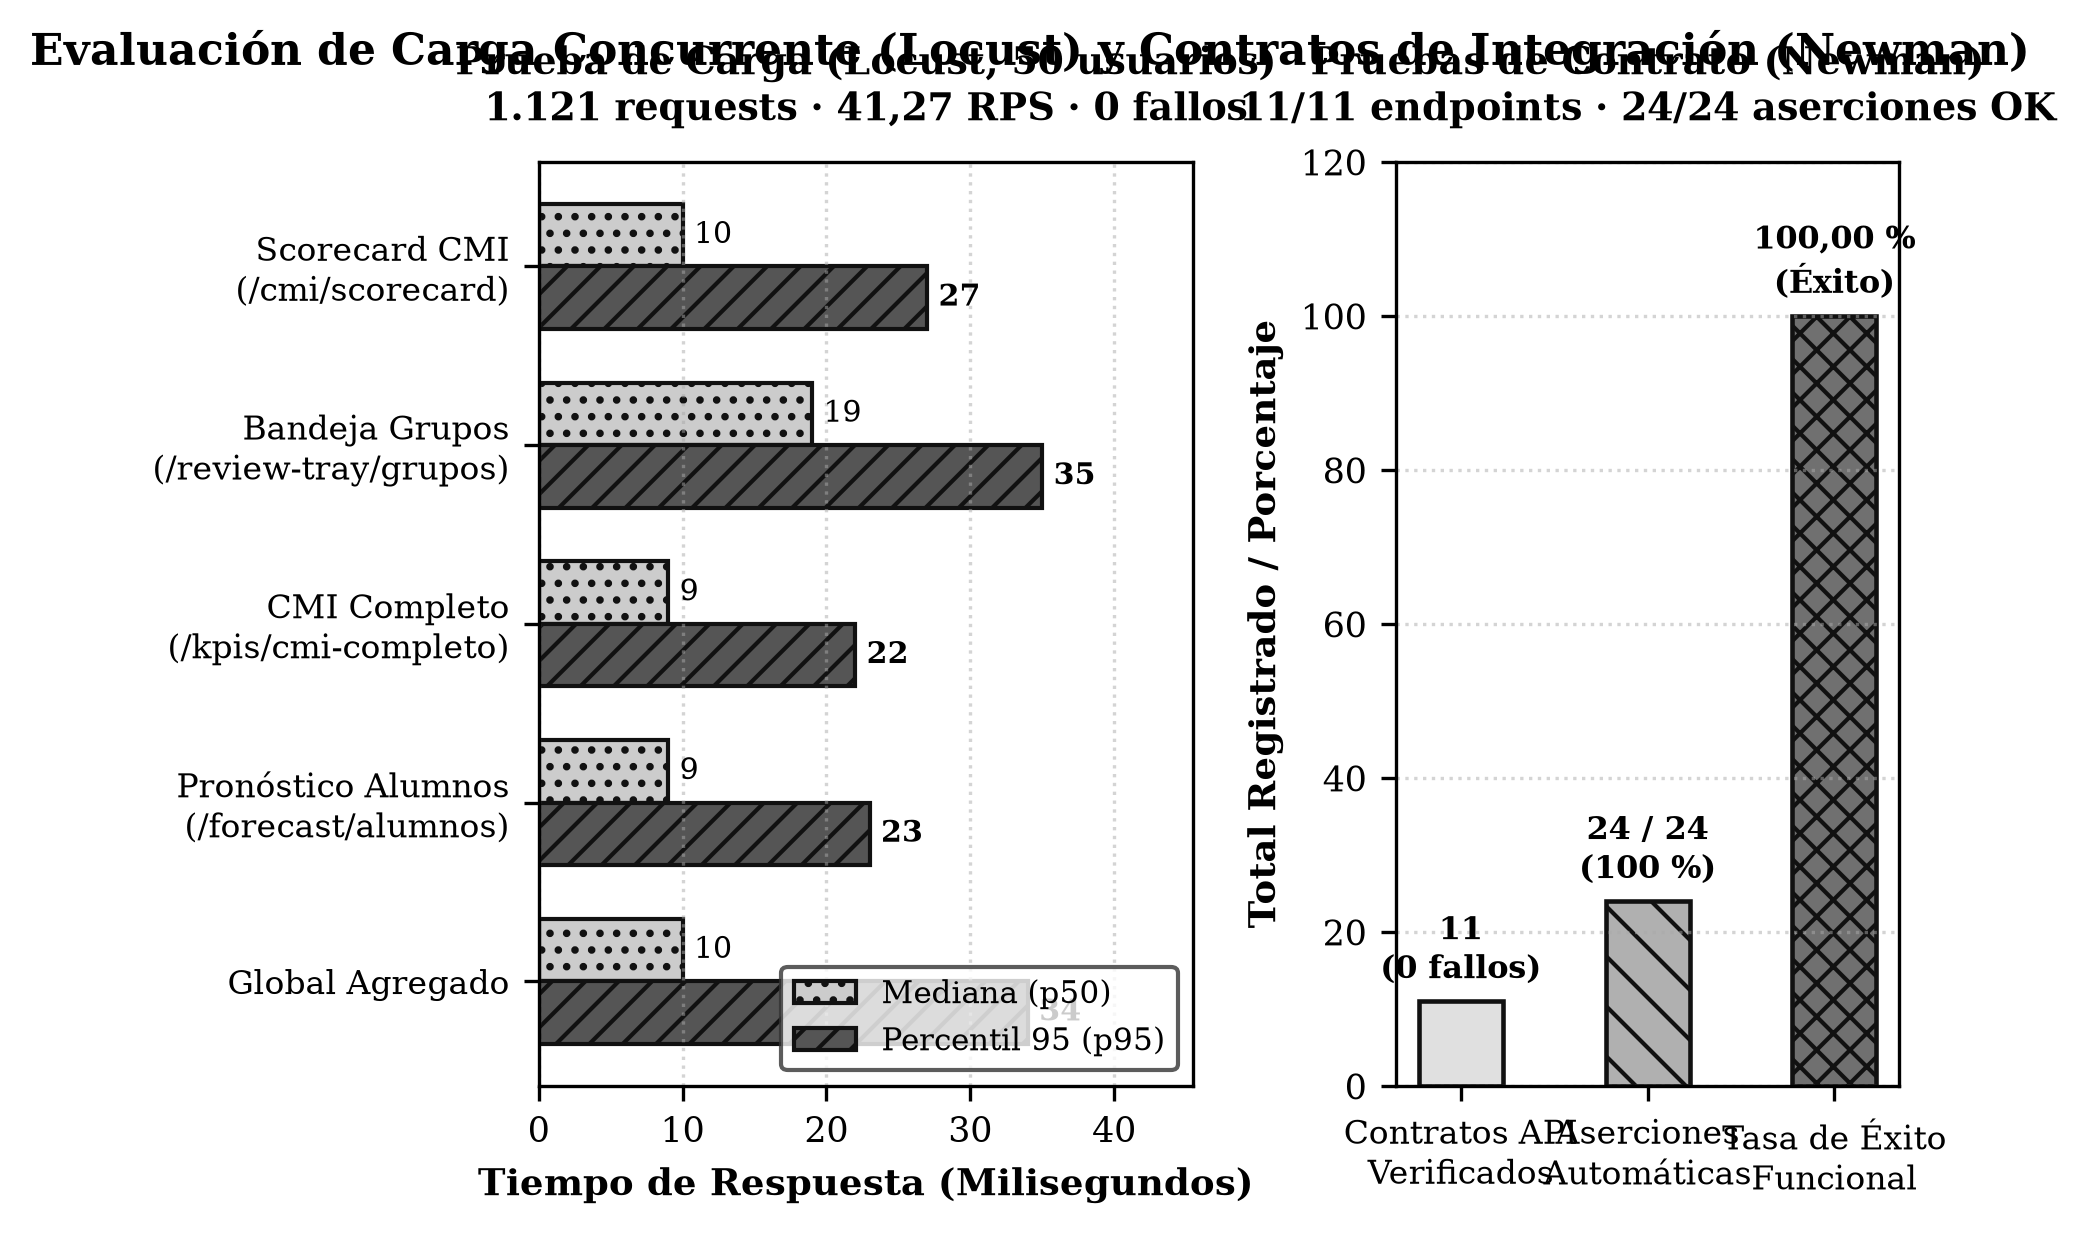 Evaluación de Carga Concurrente (Locust) y Contratos de Integración (Newman)
Prueba de Carga (Locust, 50 usuarios)
1.121 requests · 41,27 RPS · 0 fallos
Pruebas de Contrato (Newman)
11/11 endpoints · 24/24 aserciones OK
Scorecard CMI
(/cmi/scorecard)
10
27
Bandeja Grupos
(/review-tray/grupos)
19
35
CMI Completo
(/kpis/cmi-completo)
9
22
Pronóstico Alumnos
(/forecast/alumnos)
9
23
Global Agregado
10
34
Mediana (p50)
Percentil 95 (p95)
0 10 20 30 40
Tiempo de Respuesta (Milisegundos)
Total Registrado / Porcentaje
120
100
80
60
40
20
0
11
(0 fallos)
24 / 24
(100 %)
100,00 %
(Éxito)
Contratos API
Verificados
Aserciones
Automáticas
Tasa de Éxito
Funcional